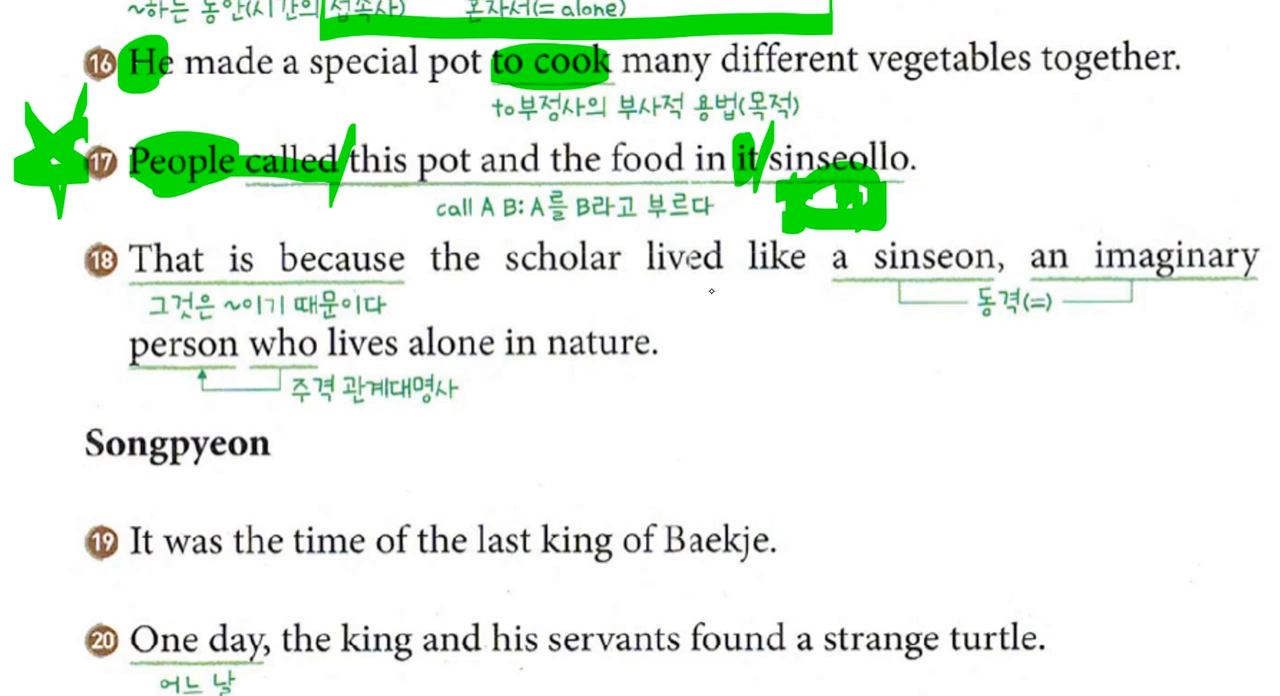 ~하는 동안(시간의 접속사) 혼자서(= alone)
16 He made a special pot to cook many different vegetables together.
to부정사의 부사적 용법(목적)
17 People called this pot and the food in it sinseollo.
call A B: A를 B라고 부르다
18 That is because the scholar lived like a sinseon, an imaginary
그것은 ~이기 때문이다 동격(=)
person who lives alone in nature.
주격 관계대명사
Songpyeon
19 It was the time of the last king of Baekje.
20 One day, the king and his servants found a strange turtle.
어느 날